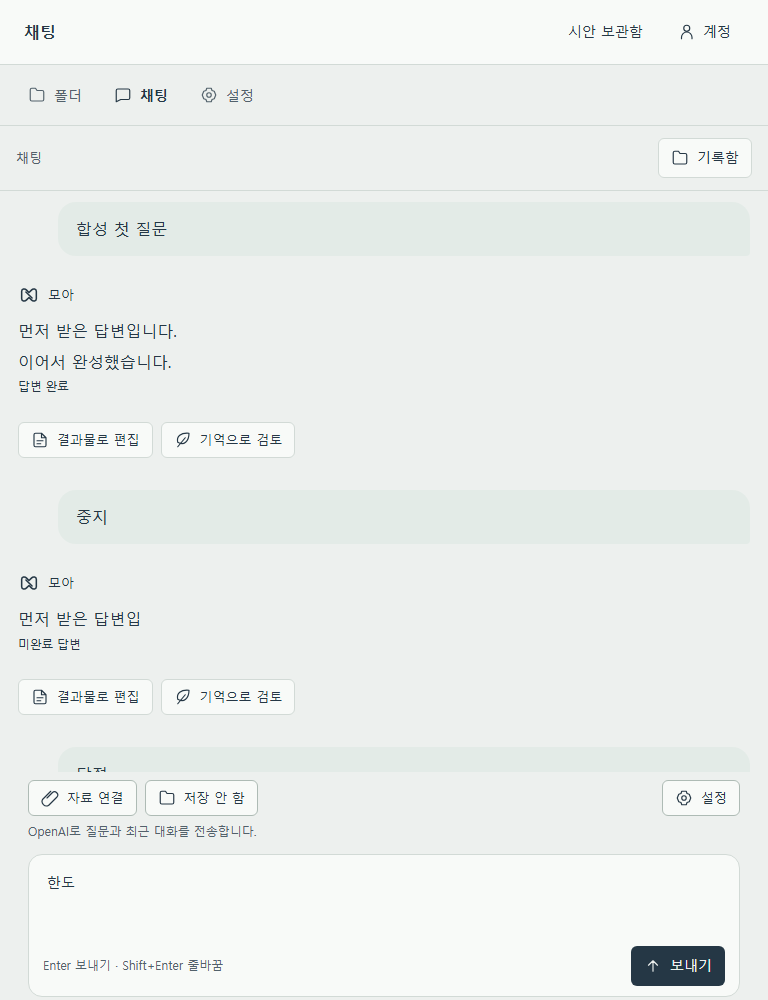 채팅
시안 보관함
계정
폴더
채팅
설정
채팅
기록함
합성 첫 질문
모아
먼저 받은 답변입니다.
이어서 완성했습니다.
답변 완료
결과물로 편집
기억으로 검토
중지
모아
먼저 받은 답변입
미완료 답변
결과물로 편집
기억으로 검토
자료 연결
저장 안 함
설정
OpenAI로 질문과 최근 대화를 전송합니다.
한도
Enter 보내기 · Shift+Enter 줄바꿈
보내기